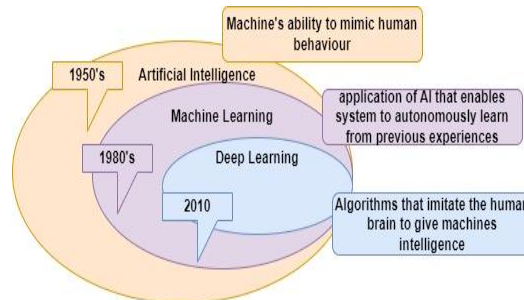 Machine's ability to mimic human
behaviour
1950's
Artificial Intelligence
application of AI that enables
system to autonomously learn
from previous experiences
Machine Learning
1980's
Deep Learning
2010
Algorithms that imitate the human
brain to give machines
intelligence